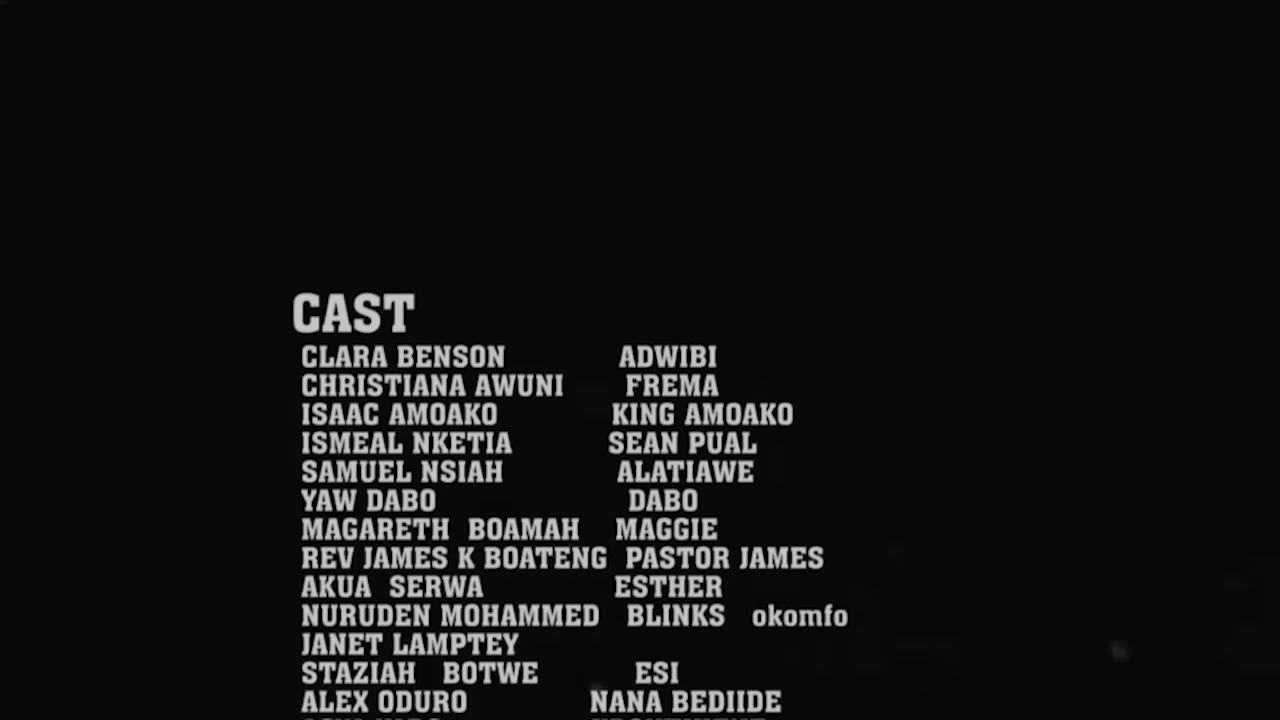 CAST
CLARA BENSON ADWIBI
CHRISTIANA AWUNI FREMA
ISAAC AMOAKO KING AMOAKO
ISMEAL NKETIA SEAN PUAL
SAMUEL NSIAH ALATIAWE
YAW DABO DABO
MAGARETH BOAMAH MAGGIE
REV JAMES K BOATENG PASTOR JAMES
AKUA SERWA ESTHER
NURUDEN MOHAMMED BLINKS okomfo
JANET LAMPTEY
STAZIAH BOTWE ESI
ALEX ODURO NANA BEDIIDE